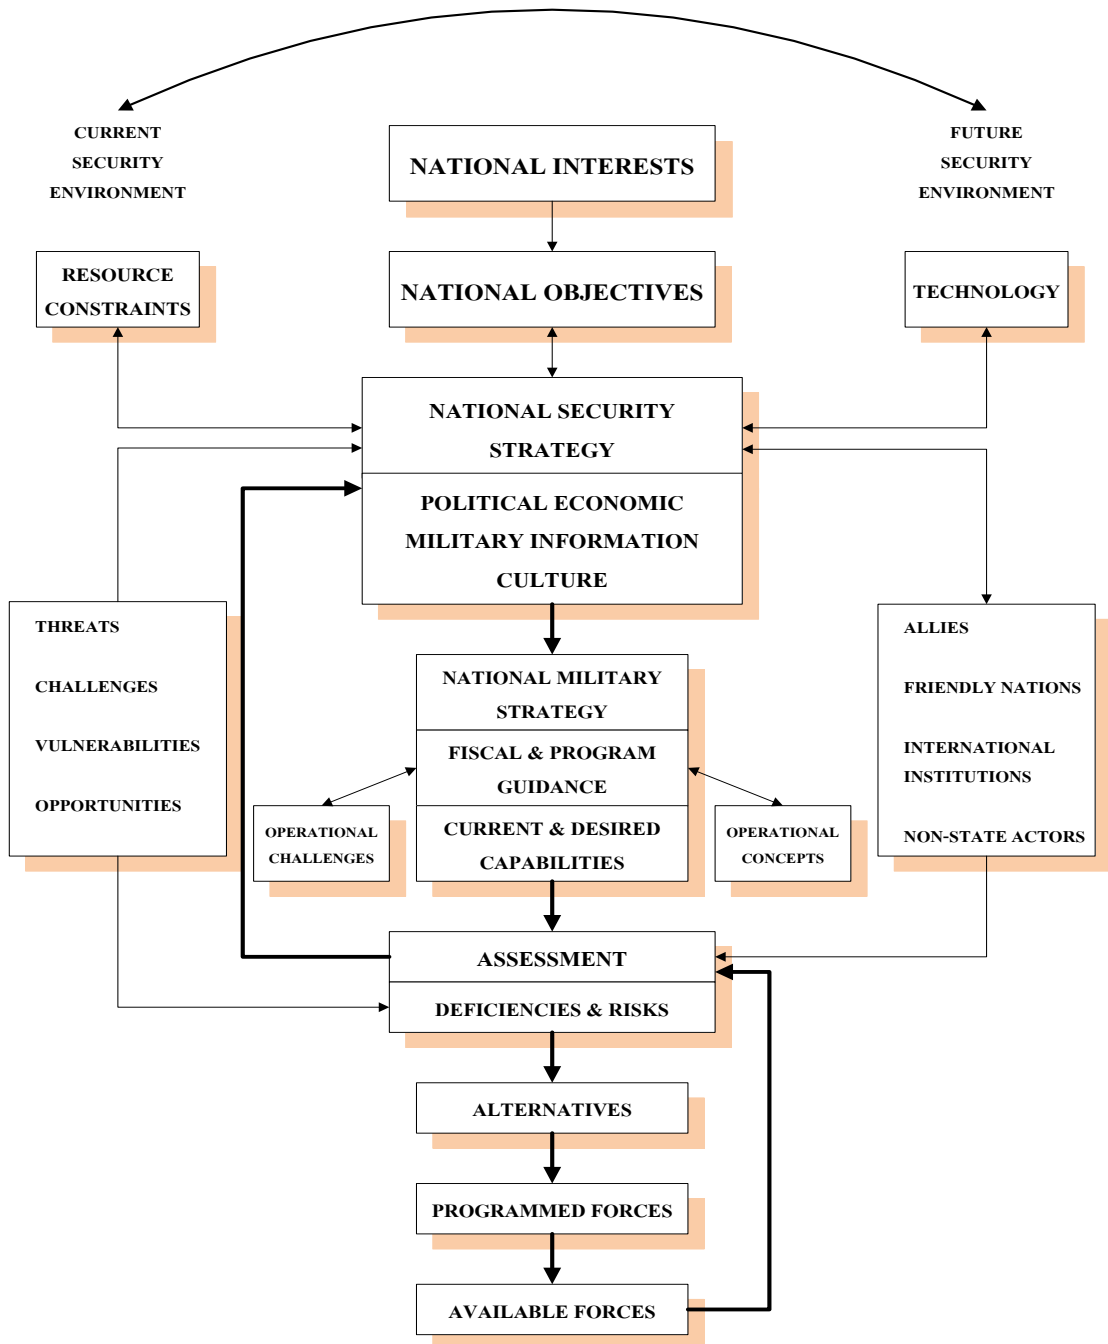 CURRENT
SECURITY
ENVIRONMENT
NATIONAL INTERESTS
FUTURE
SECURITY
ENVIRONMENT
RESOURCE
CONSTRAINTS
NATIONAL OBJECTIVES
TECHNOLOGY
NATIONAL SECURITY
STRATEGY
POLITICAL ECONOMIC
MILITARY INFORMATION
CULTURE
THREATS
CHALLENGES
VULNERABILITIES
OPPORTUNITIES
NATIONAL MILITARY
STRATEGY
FISCAL & PROGRAM
GUIDANCE
CURRENT & DESIRED
CAPABILITIES
OPERATIONAL
CHALLENGES
OPERATIONAL
CONCEPTS
ALLIES
FRIENDLY NATIONS
INTERNATIONAL
INSTITUTIONS
NON-STATE ACTORS
ASSESSMENT
DEFICIENCIES & RISKS
ALTERNATIVES
PROGRAMMED FORCES
AVAILABLE FORCES